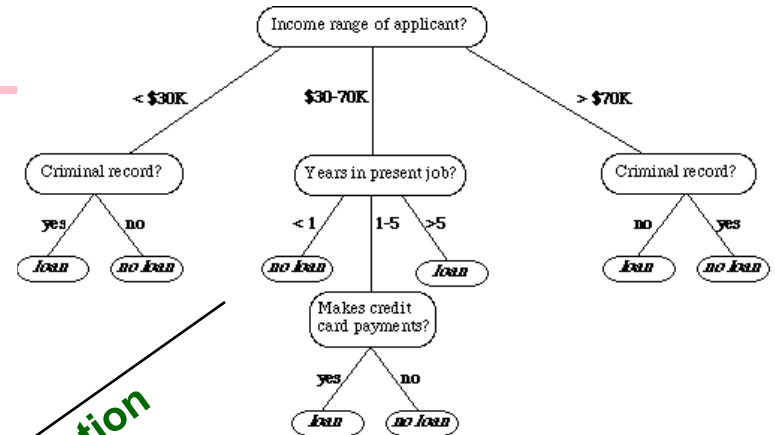 Income range of applicant?
< $30K
$30-70K
> $70K
Criminal record?
Years in present job?
Criminal record?
yes
no
< 1
1-5
>5
no
yes
loan
no loan
no loan
loan
loan
no loan
Makes credit
card payments?
yes
no
loan
no loan